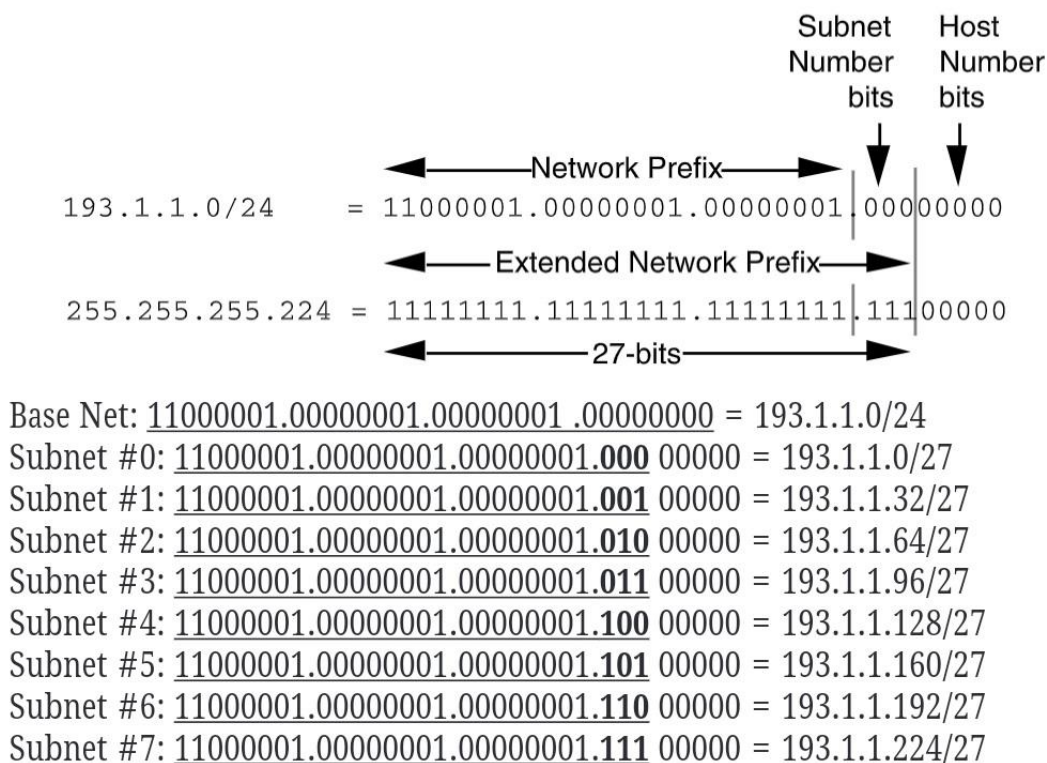 Subnet Number bits
Host Number bits
Network Prefix
193.1.1.0/24 = 11000001.00000001.00000001.00000000
Extended Network Prefix
255.255.255.224 = 11111111.11111111.11111111.11100000
27-bits
Base Net: 11000001.00000001.00000001 .00000000 = 193.1.1.0/24
Subnet #0: 11000001.00000001.00000001.000 00000 = 193.1.1.0/27
Subnet #1: 11000001.00000001.00000001.001 00000 = 193.1.1.32/27
Subnet #2: 11000001.00000001.00000001.010 00000 = 193.1.1.64/27
Subnet #3: 11000001.00000001.00000001.011 00000 = 193.1.1.96/27
Subnet #4: 11000001.00000001.00000001.100 00000 = 193.1.1.128/27
Subnet #5: 11000001.00000001.00000001.101 00000 = 193.1.1.160/27
Subnet #6: 11000001.00000001.00000001.110 00000 = 193.1.1.192/27
Subnet #7: 11000001.00000001.00000001.111 00000 = 193.1.1.224/27